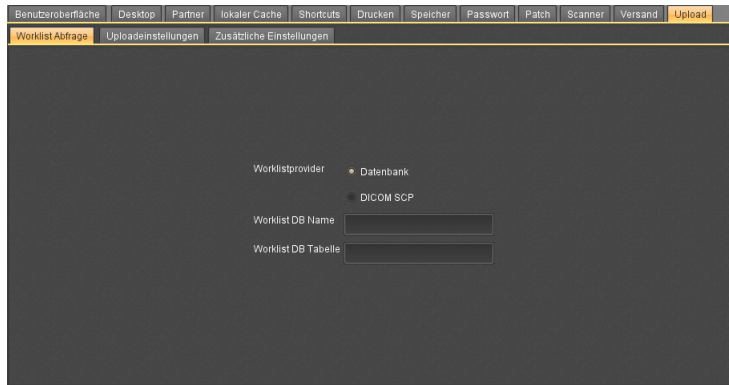 Benutzeroberfläche Desktop Partner lokaler Cache Shortcuts Drucken Speicher Passwort Patch Scanner Versand Upload
Worklist Abfrage Uploadeinstellungen Zusätzliche Einstellungen
Worklistprovider Datenbank
DICOM SCP
Worklist DB Name
Worklist DB Tabelle